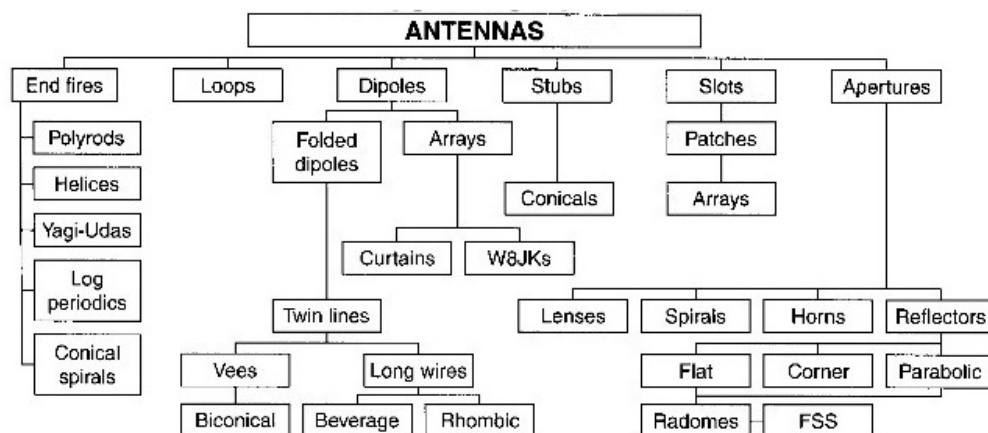 ANTENNAS
End fires
Loops
Dipoles
Stubs
Slots
Apertures
Polyrods
Folded
dipoles
Arrays
Patches
Helices
Conicals
Arrays
Yagi-Udas
Curtains
W8JKs
Log
periodics
Twin lines
Lenses
Spirals
Horns
Reflectors
Conical
spirals
Vees
Long wires
Flat
Corner
Parabolic
Biconical
Beverage
Rhombic
Radomes
FSS